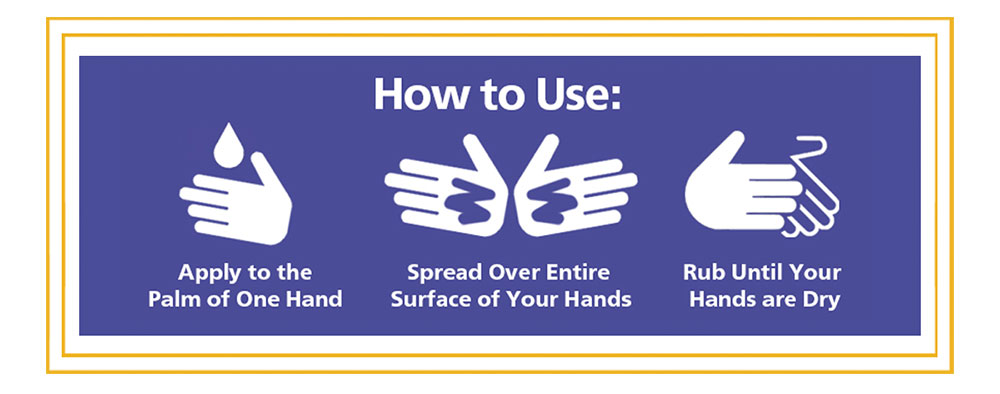 How to Use:
Apply to the
Palm of One Hand
Spread Over Entire
Surface of Your Hands
Rub Until Your
Hands are Dry